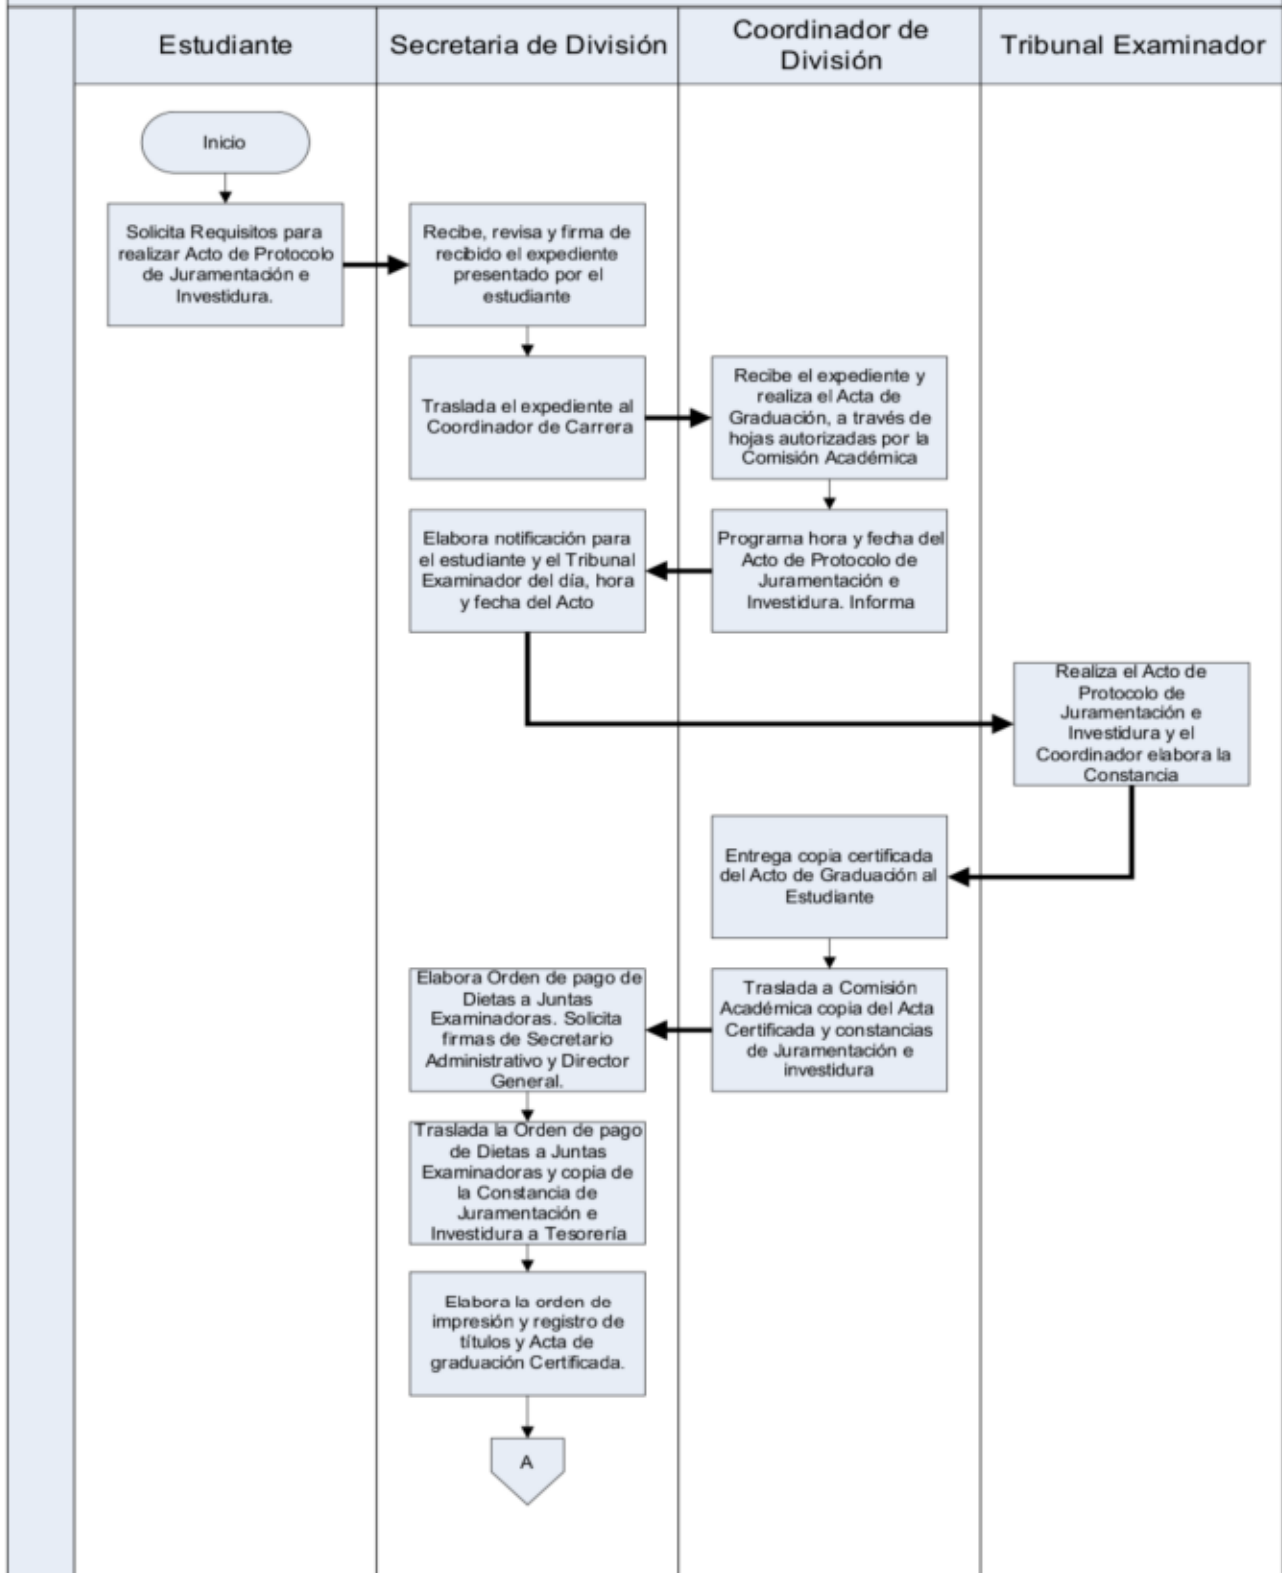 Estudiante
Secretaria de División
Coordinador de
División
Tribunal Examinador
Inicio
Solicita Requisitos para
realizar Acto de Protocolo
de Juramentación e
Investidura.
Recibe, revisa y firma de
recibido el expediente
presentado por el
estudiante
Traslada el expediente al
Coordinador de Carrera
Recibe el expediente y
realiza el Acta de
Graduación, a través de
hojas autorizadas por la
Comisión Académica
Programa hora y fecha del
Acto de Protocolo de
Juramentación e
Investidura. Informa
Elabora notificación para
el estudiante y el Tribunal
Examinador del día, hora
y fecha del Acto
Realiza el Acto de
Protocolo de
Juramentación e
Investidura y el
Coordinador elabora la
Constancia
Entrega copia certificada
del Acto de Graduación al
Estudiante
Traslada a Comisión
Académica copia del Acta
Certificada y constancias
de Juramentación e
investidura
Elabora Orden de pago de
Dietas a Juntas
Examinadoras. Solicita
firmas de Secretario
Administrativo y Director
General.
Traslada la Orden de pago
de Dietas a Juntas
Examinadoras y copia de
la Constancia de
Juramentación e
Investidura a Tesorería
Elabora la orden de
impresión y registro de
títulos y Acta de
graduación Certificada.
A